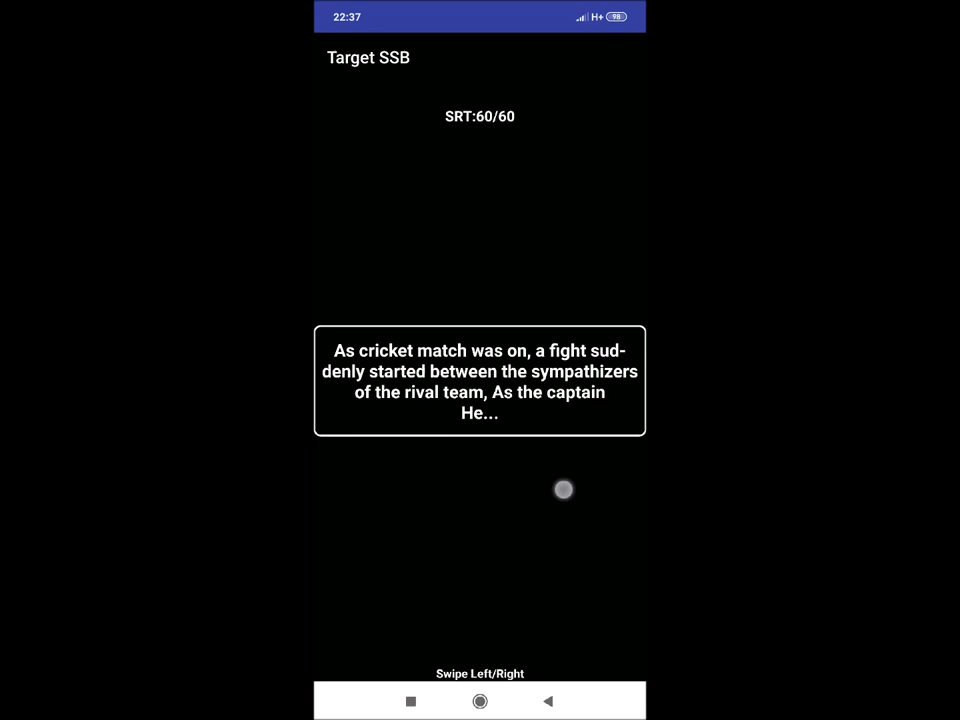 22:37
H+ 98
Target SSB
SRT:60/60
As cricket match was on, a fight sud-
denly started between the sympathizers
of the rival team, As the captain
He...
Swipe Left/Right